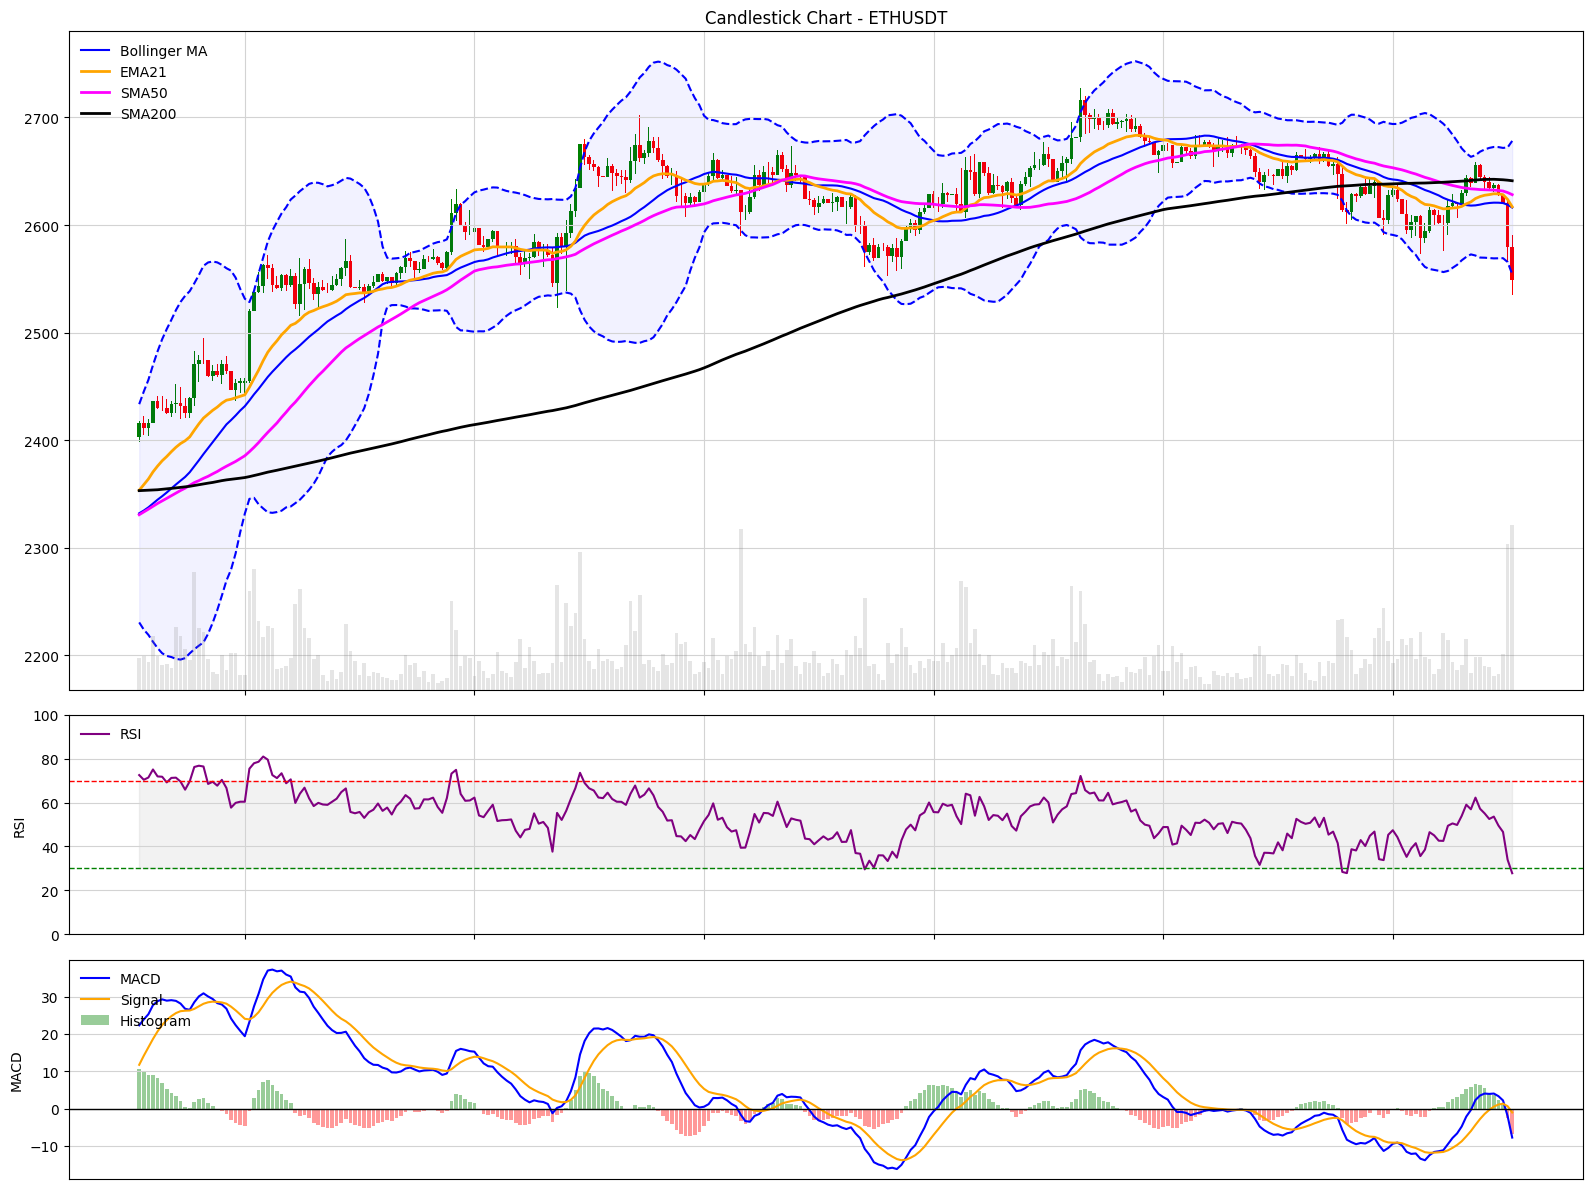 Candlestick Chart - ETHUSDT
Bollinger MA
EMA21
SMA50
SMA200
2700
2600
2500
2400
2300
2200
RSI
100
80
60
40
20
0
RSI
MACD
Signal
Histogram
30
20
10
0
−10
MACD